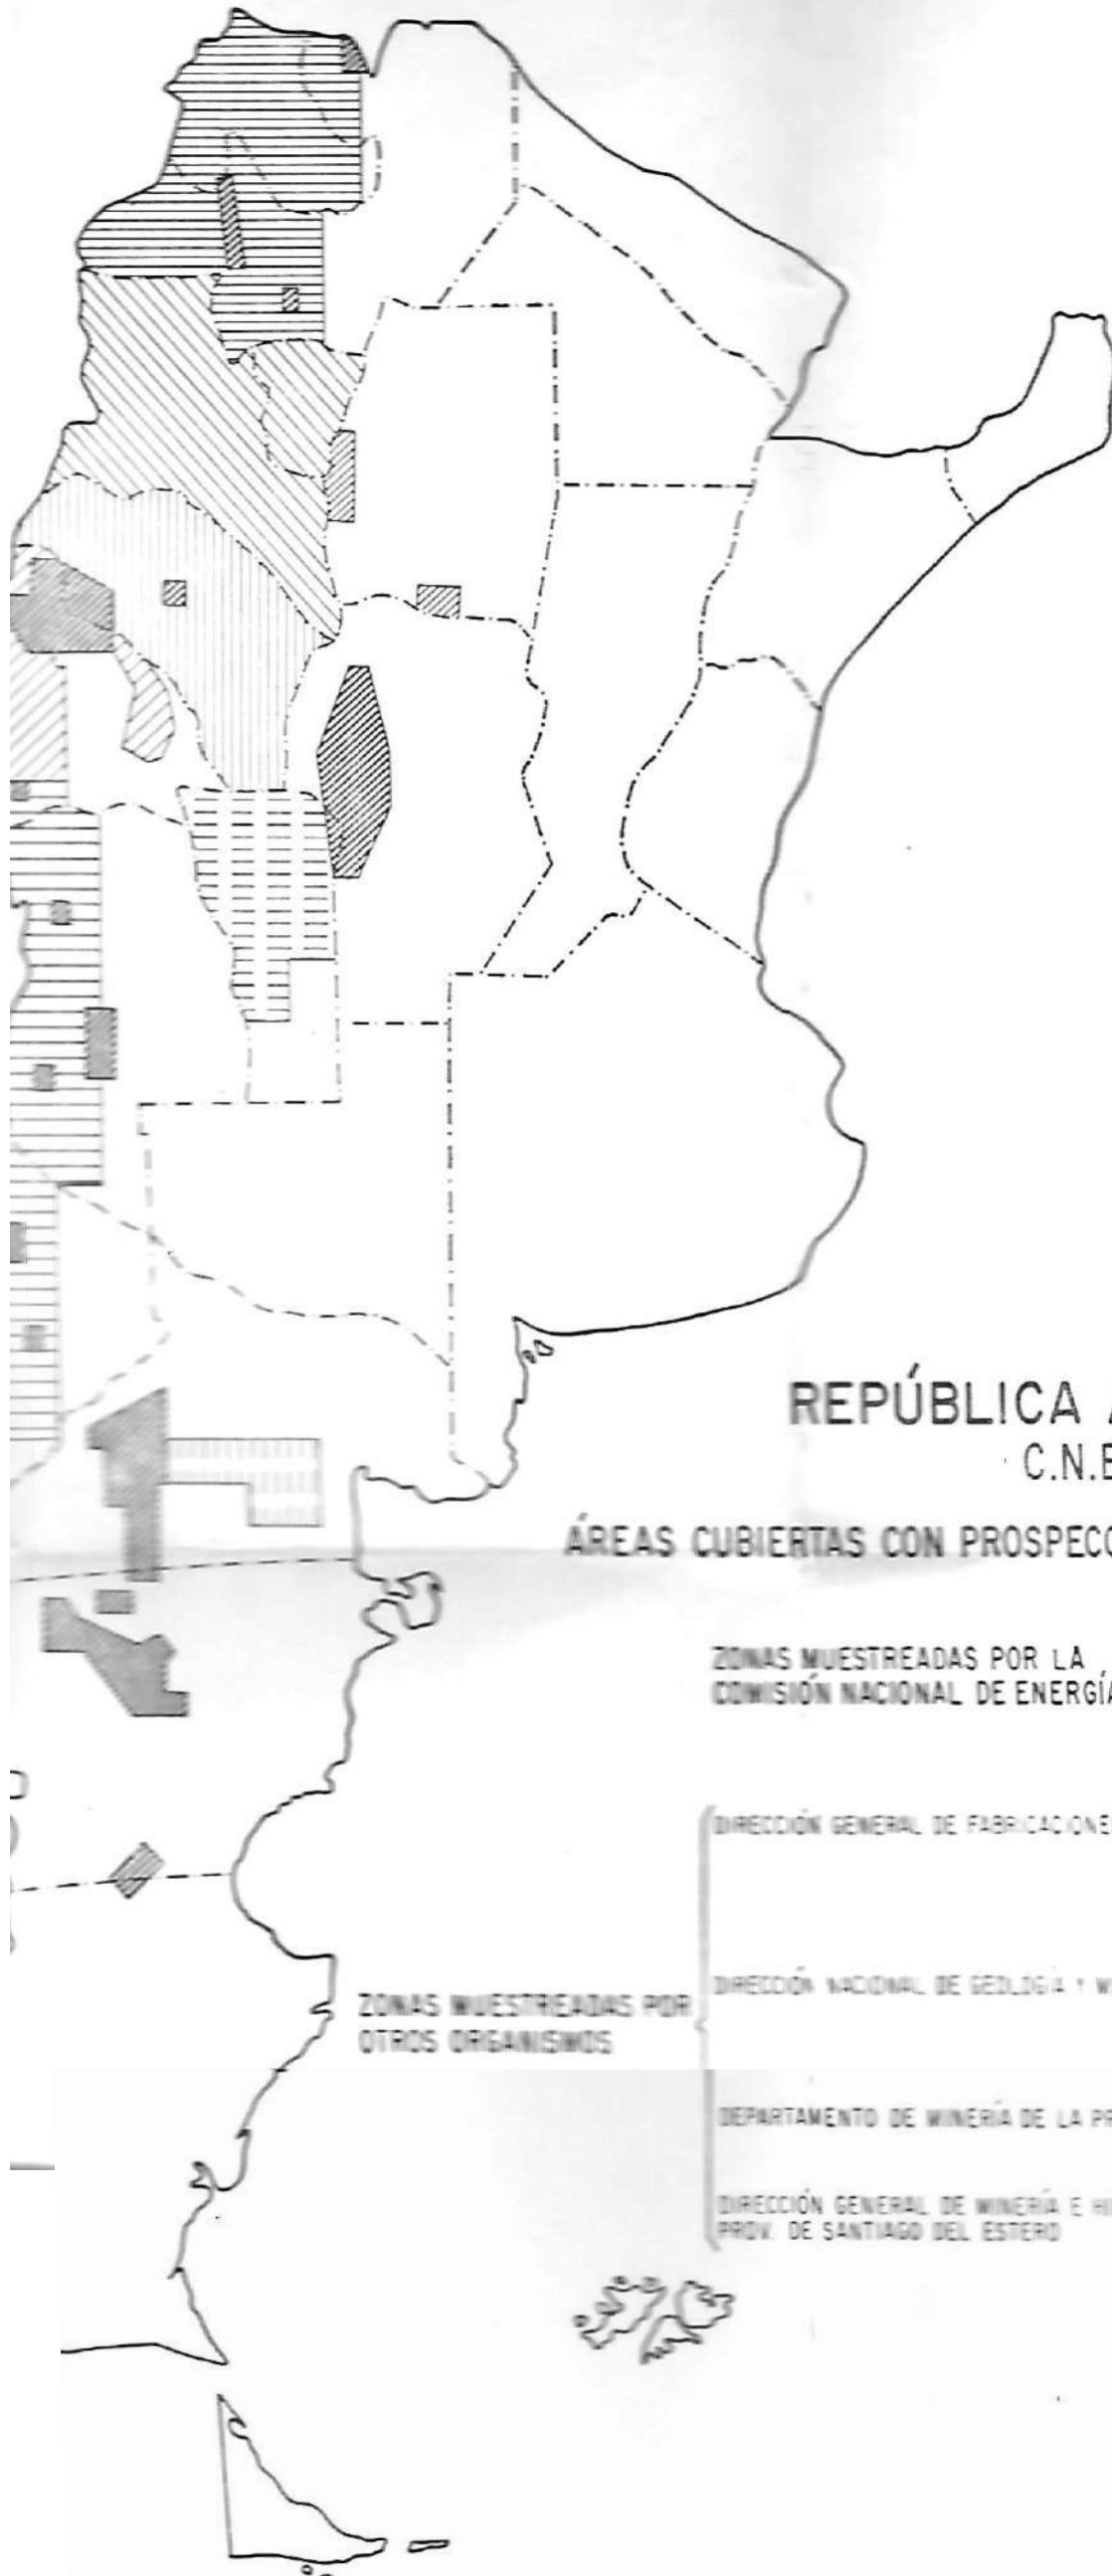 REPÚBLICA
C.N.E
ÁREAS CUBIERTAS CON PROSPECC
ZONAS MUESTREADAS POR LA
COMISIÓN NACIONAL DE ENERGÍA
DIRECCIÓN GENERAL DE FABRICACIONE
DIRECCIÓN NACIONAL DE GEOLOGÍA Y M
ZONAS MUESTREADAS POR
OTROS ORGANISMOS
DEPARTAMENTO DE MINERÍA DE LA PR
DIRECCIÓN GENERAL DE MINERÍA E HI
PROV. DE SANTIAGO DEL ESTERO